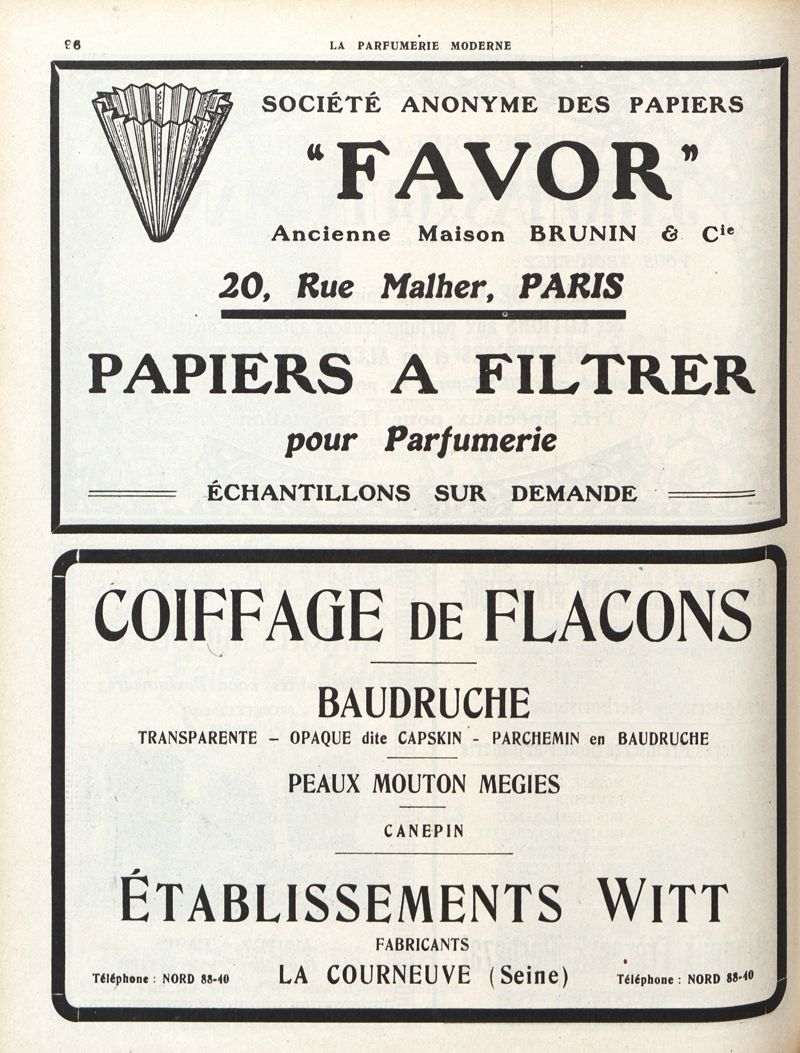 96
LA PARFUMERIE MODERNE
SOCIÉTÉ ANONYME DES PAPIERS
“FAVOR”
Ancienne Maison BRUNIN & Cie
20, Rue Malher, PARIS
PAPIERS A FILTRER
pour Parfumerie
ÉCHANTILLONS SUR DEMANDE
COIFFAGE DE FLACONS
BAUDRUCHE
TRANSPARENTE – OPAQUE dite CAPSKIN - PARCHEMIN en BAUDRUCHE
PEAUX MOUTON MEGIES
CANEPIN
ÉTABLISSEMENTS WITT
FABRICANTS
Téléphone : NORD 88-40 LA COURNEUVE (Seine) Téléphone : NORD 88-40